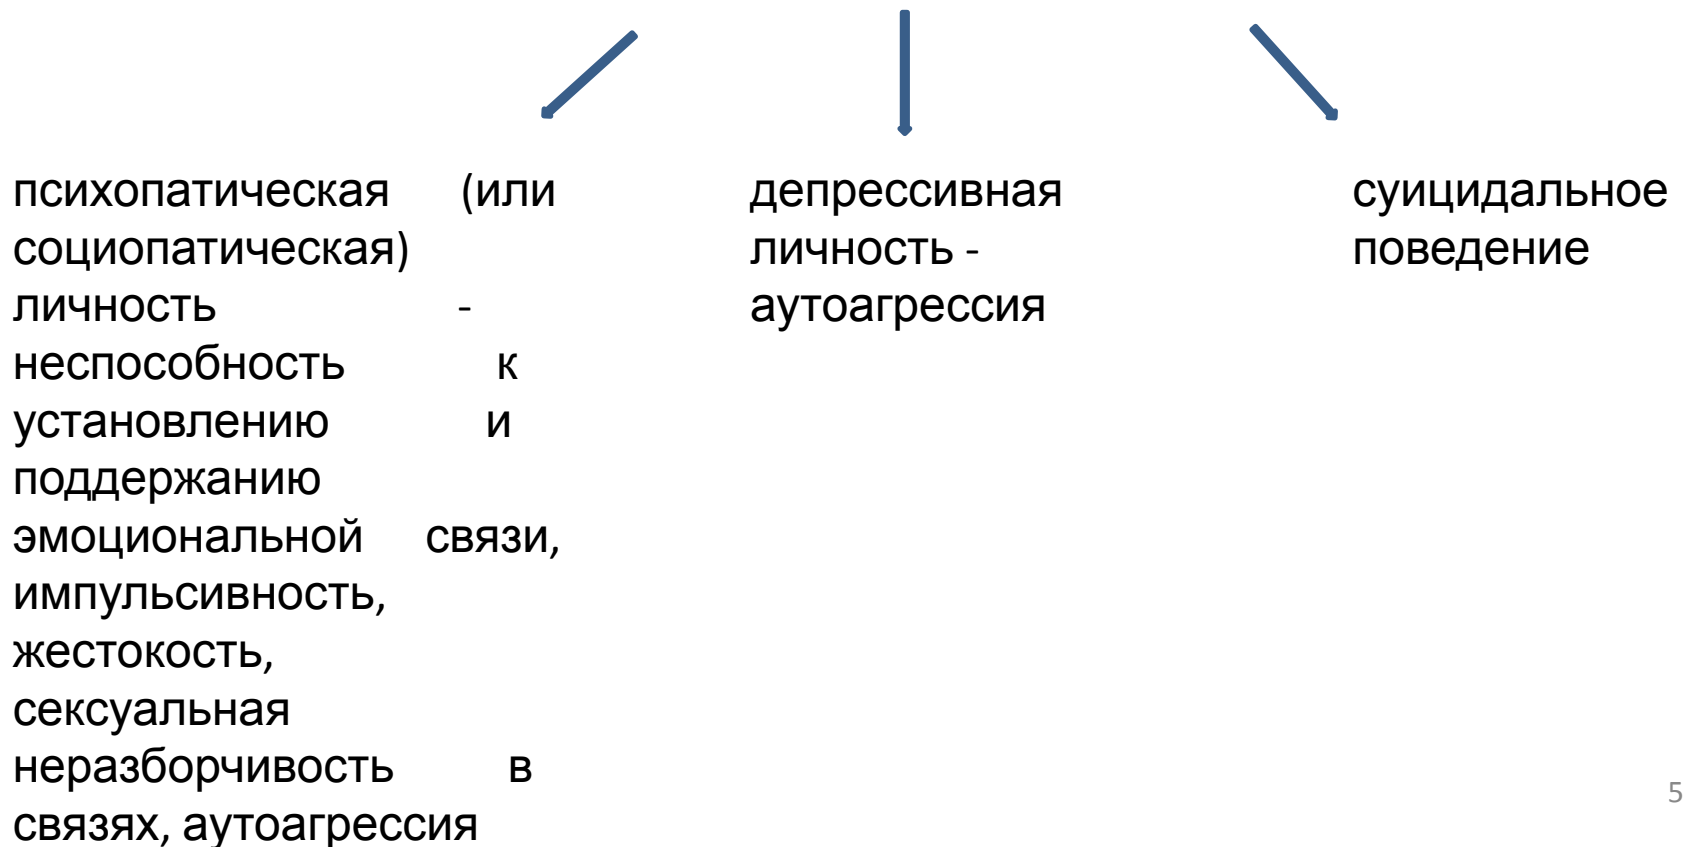 психопатическая (или
социопатическая)
личность -
неспособность к
установлению и
поддержанию
эмоциональной связи,
импульсивность,
жестокость,
сексуальная
неразборчивость в
связях, аутоагрессия
депрессивная
личность -
аутоагрессия
суицидальное
поведение
5